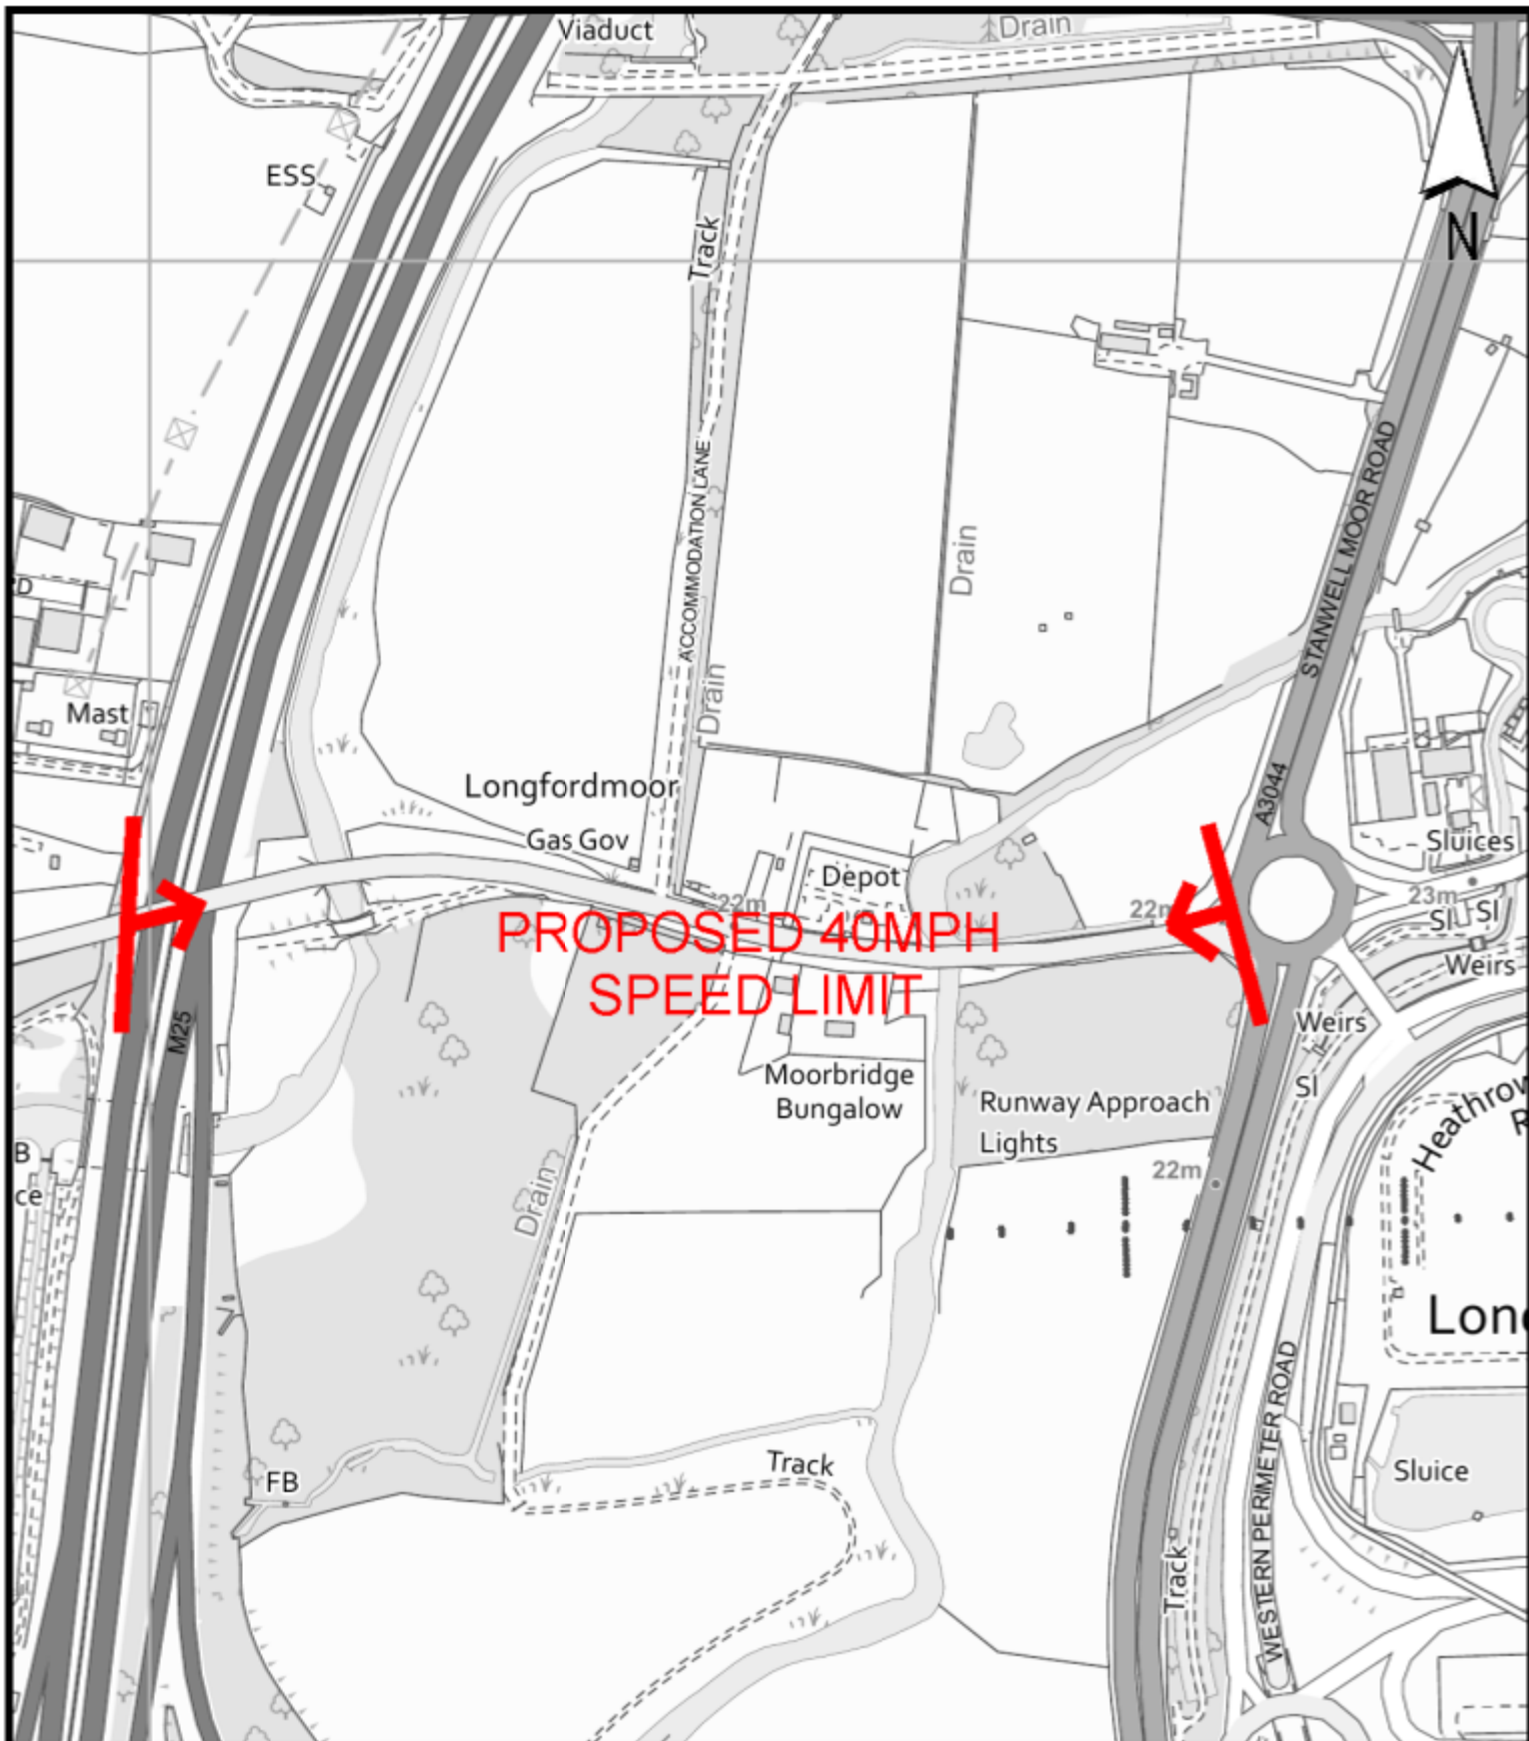 Viaduct
Drain
ESS
N
Track
STANWELL MOOR ROAD
ACCOMMODATION LANE
Drain
Drain
Mast
Longfordmoor
A3044
Gas Gov
Sluices
Depot
22m
22m
23m
PROPOSED 40MPH
SPEED LIMIT
Sl
Sl
Weirs
M25
Weirs
Moorbridge
Bungalow
Sl
Runway Approach
Lights
Heathrow
B
22m
ce
Drain
Lon
Track
FB
Sluice
WESTERN PERIMETER ROAD
Track